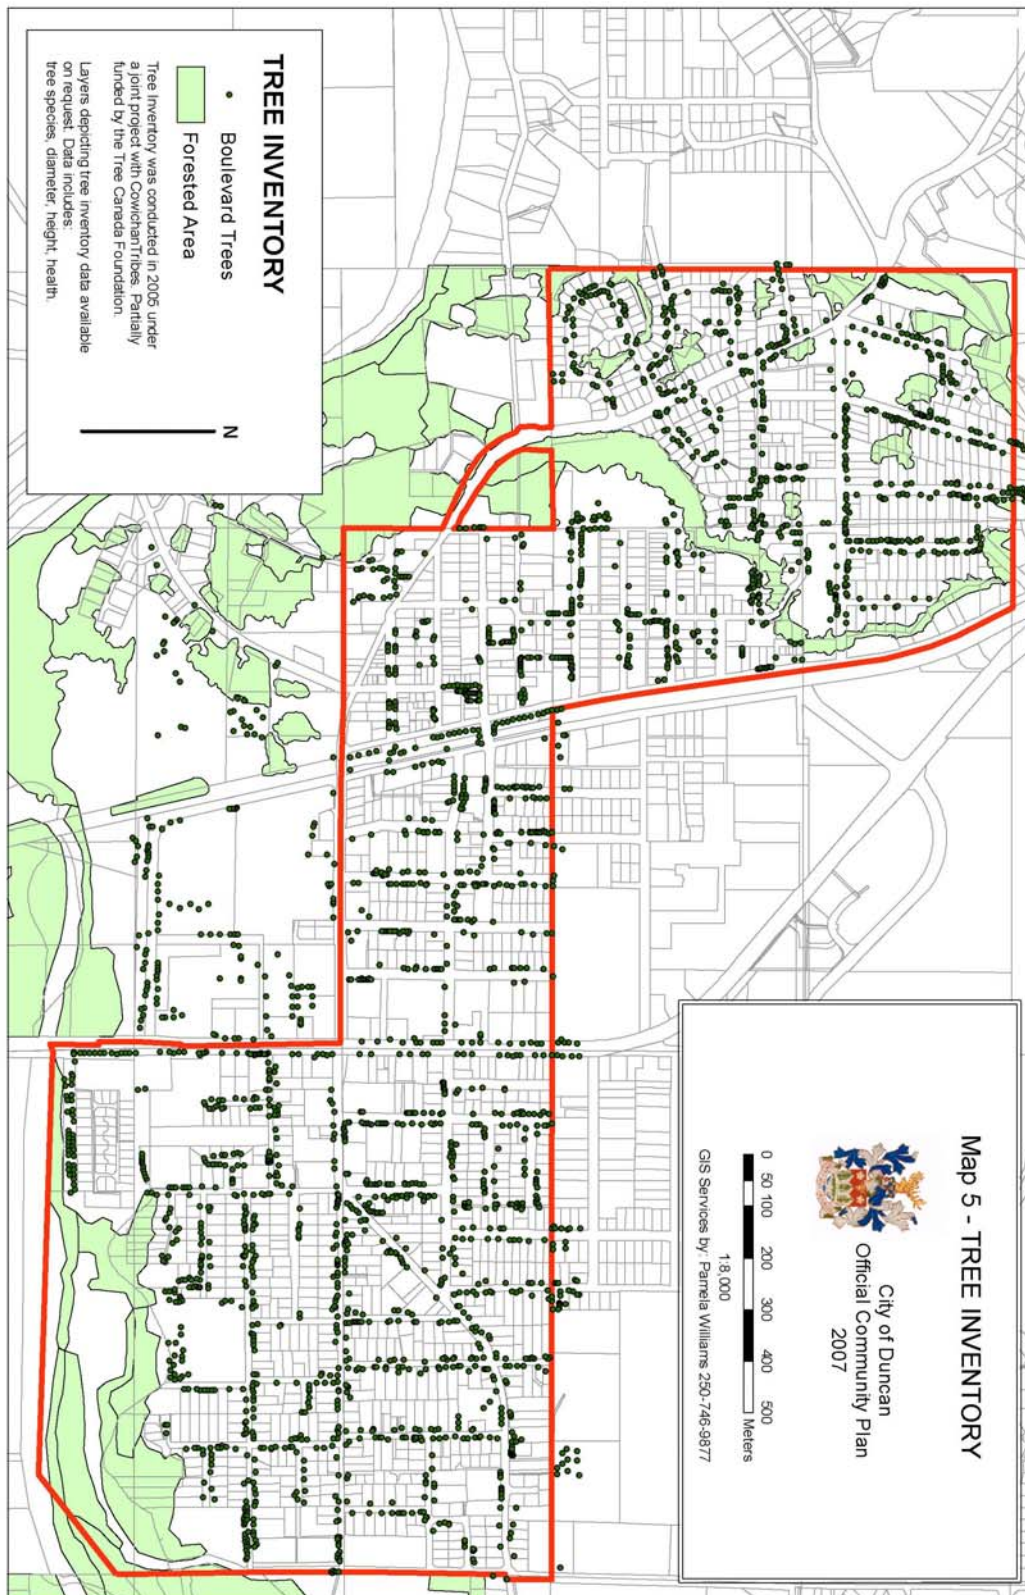 Map 5 - TREE INVENTORY
City of Duncan
Official Community Plan
2007
0 50 100 200 300 400 500
Meters
1:8,000
GIS Services by: Pamela Williams 250-746-9877
TREE INVENTORY
Boulevard Trees
Forested Area
Tree Inventory was conducted in 2005 under
a joint project with CowichanTribes. Partially
funded by the Tree Canada Foundation.
Layers depicting tree inventory data available
on request. Data includes:
tree species, diameter, height, health.
N